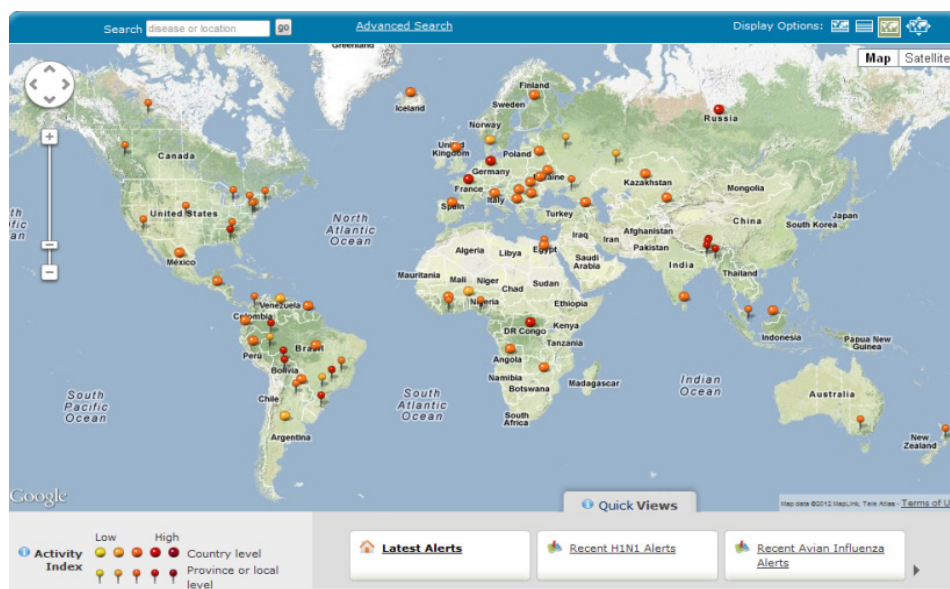 Search disease or location go Advanced Search Display Options:
Map Satellite
Greenland
Iceland
Finland
Sweden
Norway
Russia
Canada
United
Kingdom
Poland
Germany
Ukraine
France
Kazakhstan
Mongolia
Italy
Spain
United States
Turkey
China
Japan
South Korea
North
Atlantic
Ocean
Afghanistan
Iraq
Iran
Pakistan
Algeria
Libya
Egypt
Saudi
Arabia
India
México
Mauritania
Mali
Niger
Chad
Sudan
Thailand
Nigeria
Ethiopia
Venezuela
Colombia
DR Congo
Kenya
Tanzania
Indonesia
Papua New
Guinea
Perú
Brasil
Angola
Bolivia
Namibia
Botswana
Madagascar
South
Pacific
Ocean
Chile
South
Atlantic
Ocean
Indian
Ocean
Australia
South
Africa
Argentina
New
Zealand
Google
Quick Views
Map data ©2012 MapLink, Tele Atlas - Terms of U
Activity
Index
Low High
Country level
Province or local
level
Latest Alerts
Recent H1N1 Alerts
Recent Avian Influenza
Alerts